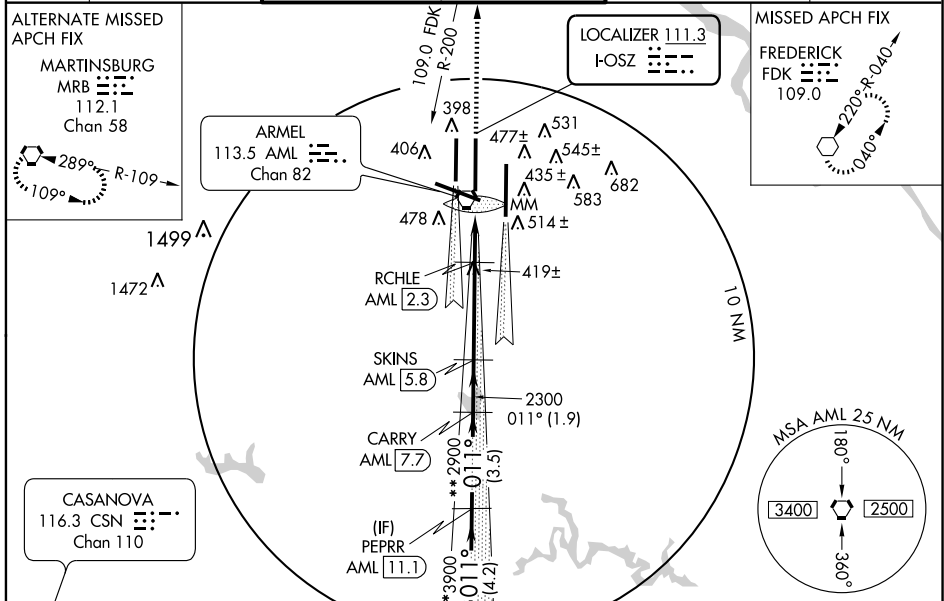 ALTERNATE MISSED
APCH FIX
MARTINSBURG
MRB
112.1
Chan 58
289°
R-109
109°
109.0 FDK
R-200
LOCALIZER 111.3
I-OSZ
MISSED APCH FIX
FREDERICK
FDK
109.0
220°-R-040
040°
ARMEL
113.5 AML
Chan 82
398
406
477±
531
545±
435±
583
682
MM
478
514±
1499
1472
RCHLE
AML 2.3
419±
10 NM
SKINS
AML 5.8
2300
011° (1.9)
CARRY
AML 7.7
**2900
011°
(3.5)
MSA AML 25 NM
180°
3400
2500
360°
CASANOVA
116.3 CSN
Chan 110
(IF)
PEPRR
AML 11.1
*3900
011°
(4.2)